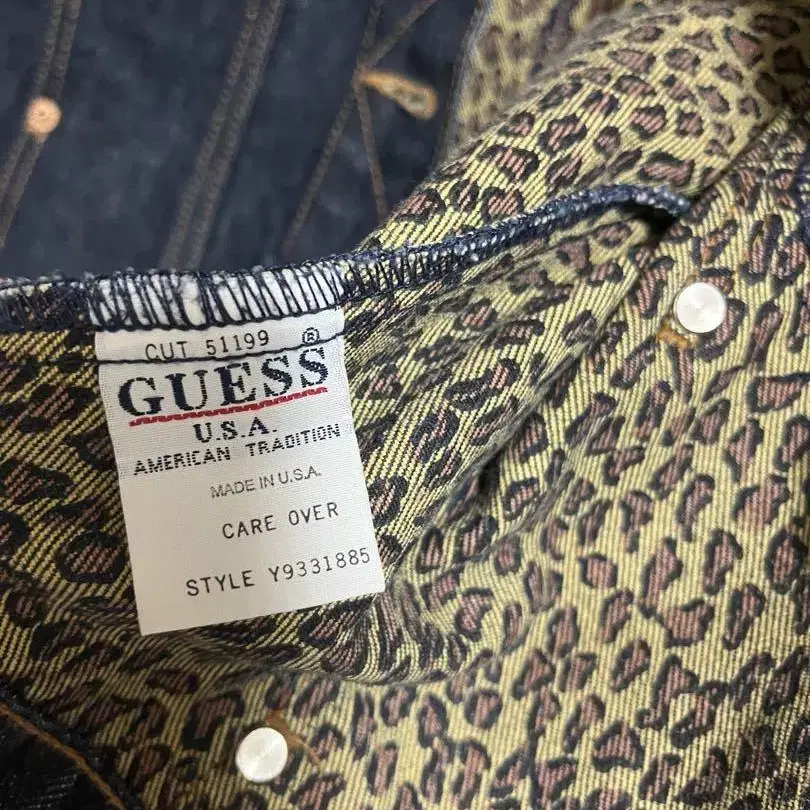 CUT 51199
GUESS®
U.S.A.
AMERICAN TRADITION
MADE IN U.S.A.
CARE OVER
STYLE Y9331885